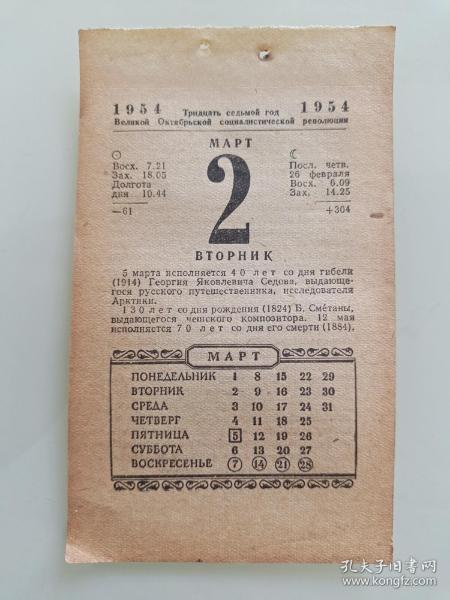 1954 Тридцать седьмой год 1954
Великой Октябрьской социалистической революции
МАРТ
Восх. 7.21
Зах. 18.05
Долгота
дня 10.44
—61
2
Посл. четв.
26 февраля
Восх. 6.09
Зах. 14.25
+304
ВТОРНИК
5 марта исполняется 40 лет со дня гибели
(1914) Георгия Яковлевича Седова, выдающе-
гося русского путешественника, исследователя
Арктики.
130 лет со дня рождения (1824) Б. Сметаны,
выдающегося чешского композитора. 12 мая
исполняется 70 лет со дня его смерти (1884).
МАРТ
ПОНЕДЕЛЬНИК 1 8 15 22 29
ВТОРНИК 2 9 16 23 30
СРЕДА 3 10 17 24 31
ЧЕТВЕРГ 4 11 18 25
ПЯТНИЦА 5 12 19 26
СУББОТА 6 13 20 27
ВОСКРЕСЕНЬЕ 7 14 21 28
孔夫子旧书网
www.kongfz.com